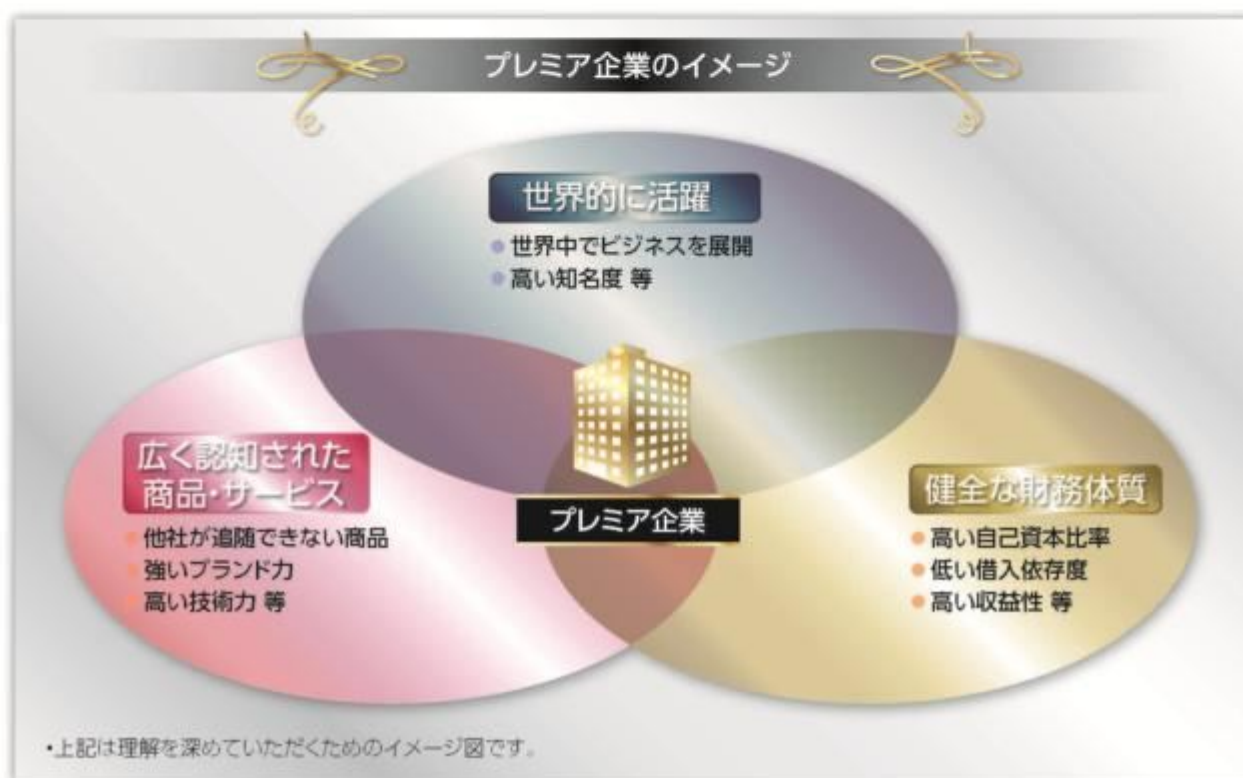 プレミア企業のイメージ
世界的に活躍
● 世界中でビジネスを展開
● 高い知名度 等
広く認知された
商品・サービス
● 他社が追随できない商品
● 強いブランド力
● 高い技術力 等
プレミア企業
健全な財務体質
● 高い自己資本比率
● 低い借入依存度
● 高い収益性 等
・上記は理解を深めていただくためのイメージ図です。